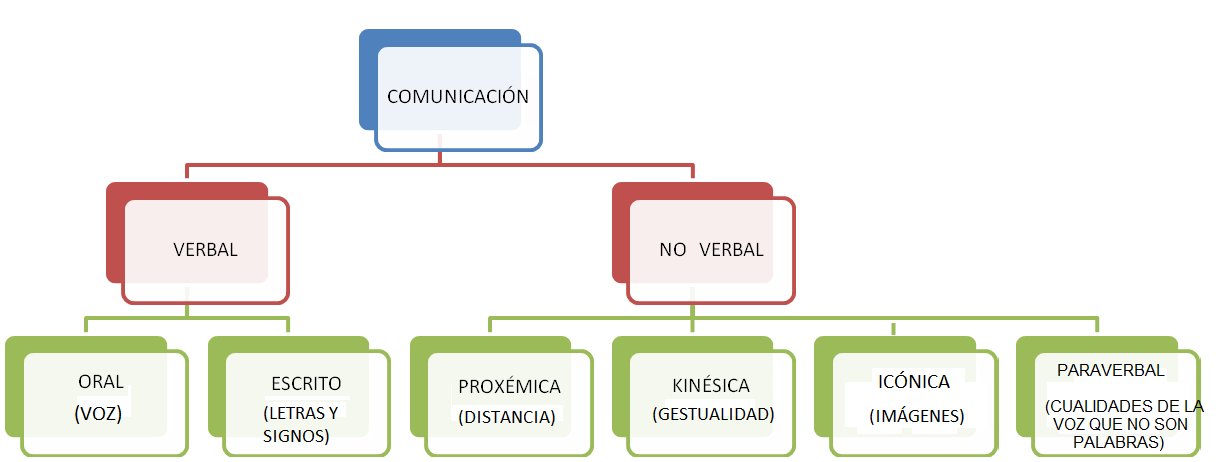 COMUNICACIÓN
VERBAL
NO VERBAL
ORAL
(VOZ)
ESCRITO
(LETRAS Y
SIGNOS)
PROXÉMICA
(DISTANCIA)
KINÉSICA
(GESTUALIDAD)
ICÓNICA
(IMÁGENES)
PARAVERBAL
(CUALIDADES DE LA
VOZ QUE NO SON
PALABRAS)